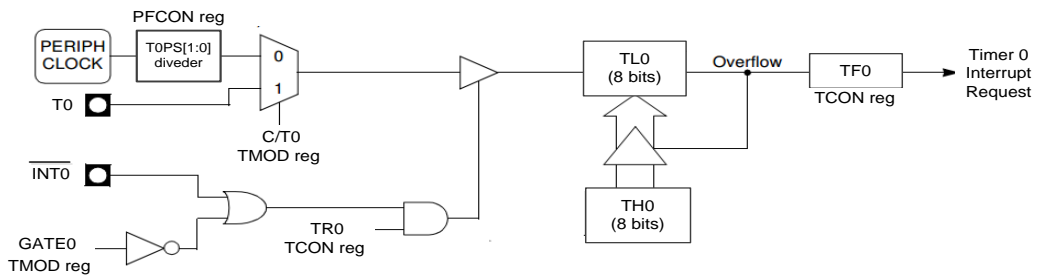 PFCON reg
PERIPH
CLOCK
T0PS[1:0]
diveder
0
1
T0
C/T0
TMOD reg
INT0
GATE0
TMOD reg
TR0
TCON reg
TL0
(8 bits)
Overflow
TF0
TCON reg
Timer 0
Interrupt
Request
TH0
(8 bits)